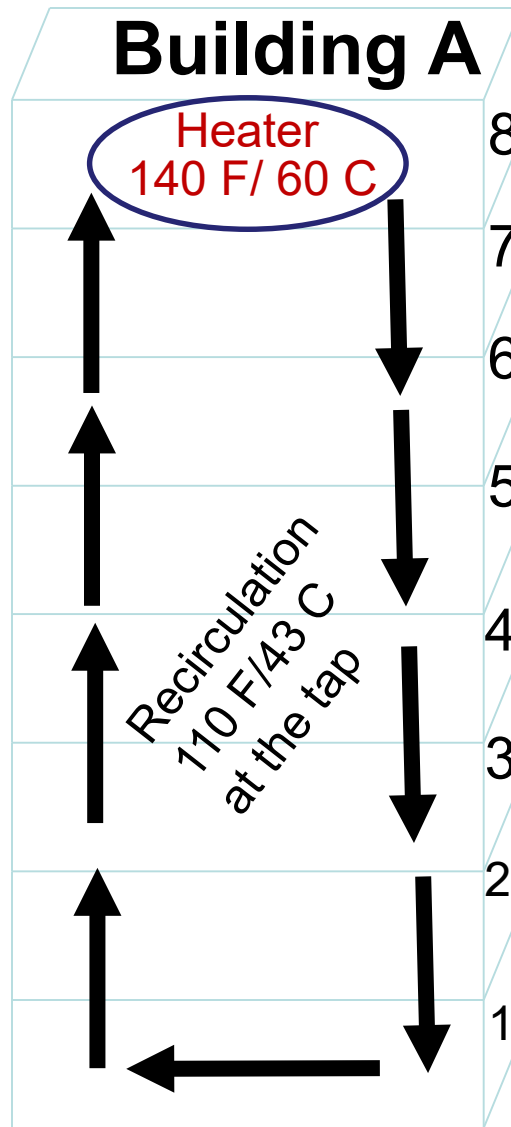 Building A
Heater
140 F/ 60 C
8
7
6
5
Recirculation
110 F/43 C
at the tap
4
3
2
1